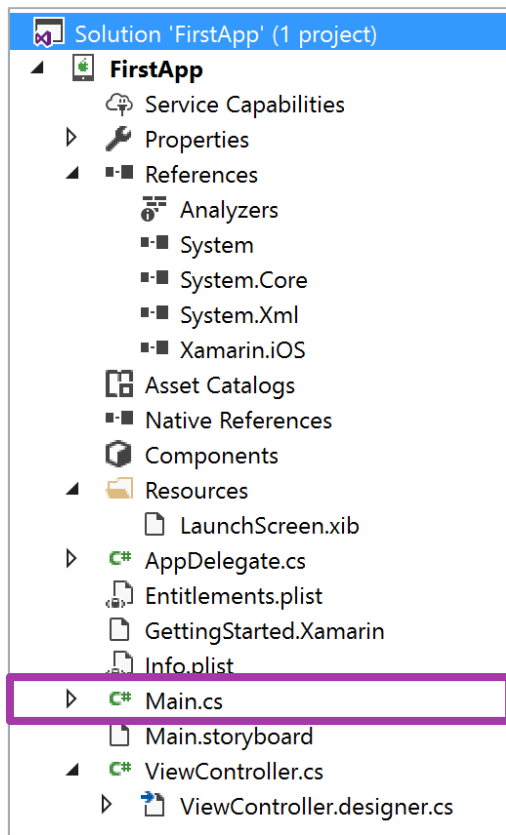 Solution 'FirstApp' (1 project)
FirstApp
Service Capabilities
Properties
References
Analyzers
System
System.Core
System.Xml
Xamarin.iOS
Asset Catalogs
Native References
Components
Resources
LaunchScreen.xib
C# AppDelegate.cs
Entitlements.plist
GettingStarted.Xamarin
Info.plist
C# Main.cs
Main.storyboard
C# ViewController.cs
ViewController.designer.cs